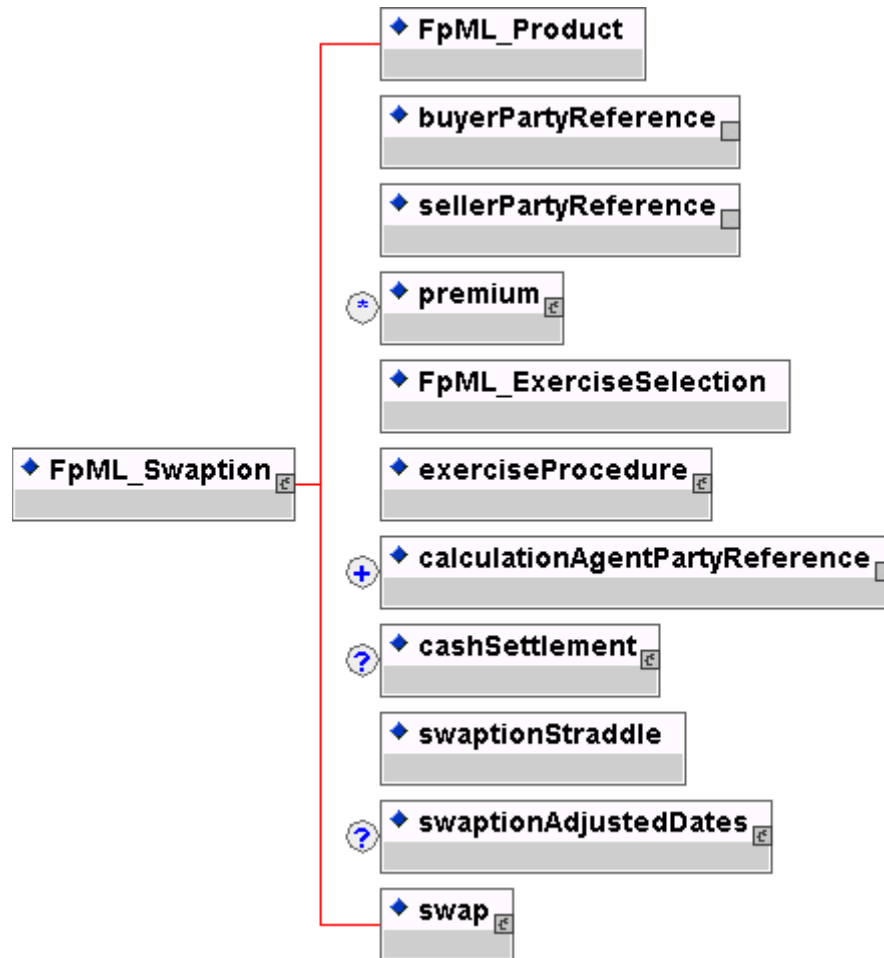 FpML_Product
buyerPartyReference
sellerPartyReference
* premium
FpML_ExerciseSelection
FpML_Swaption
exerciseProcedure
+ calculationAgentPartyReference
? cashSettlement
swaptionStraddle
? swaptionAdjustedDates
swap